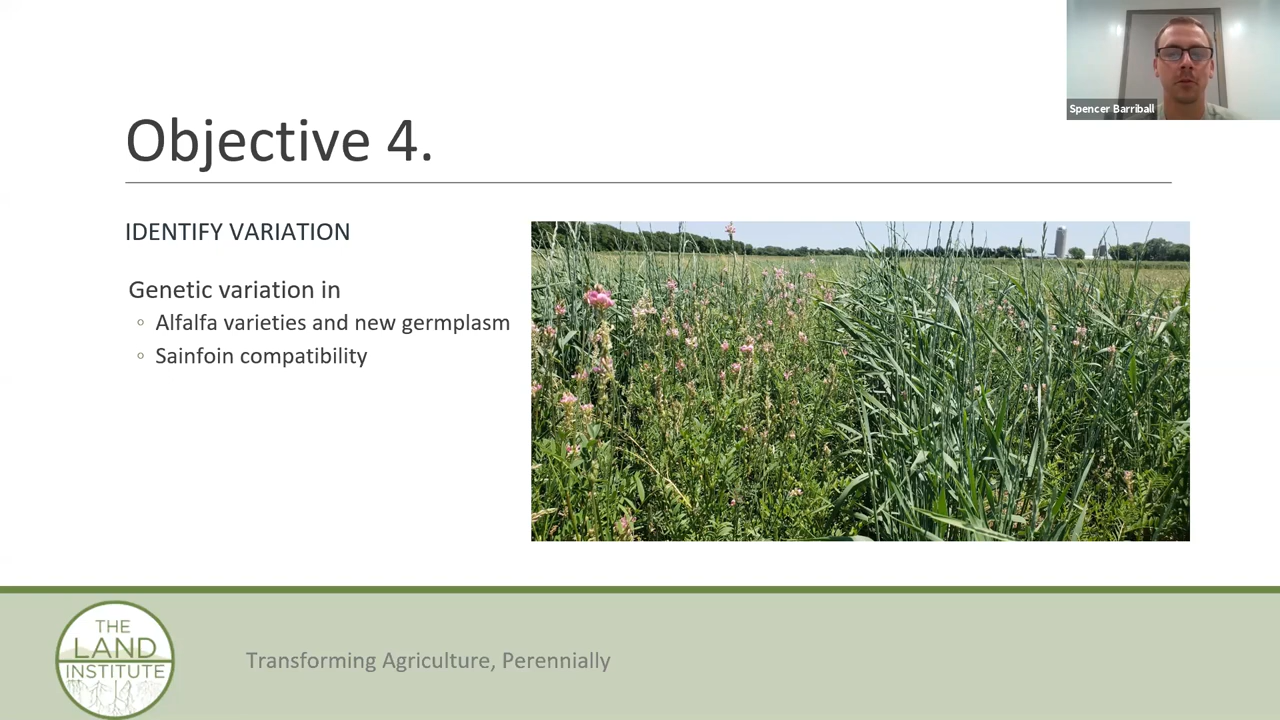 Spencer Barriball
Objective 4.
IDENTIFY VARIATION
Genetic variation in
◦ Alfalfa varieties and new germplasm
◦ Sainfoin compatibility
THE
LAND
INSTITUTE
Transforming Agriculture, Perennially